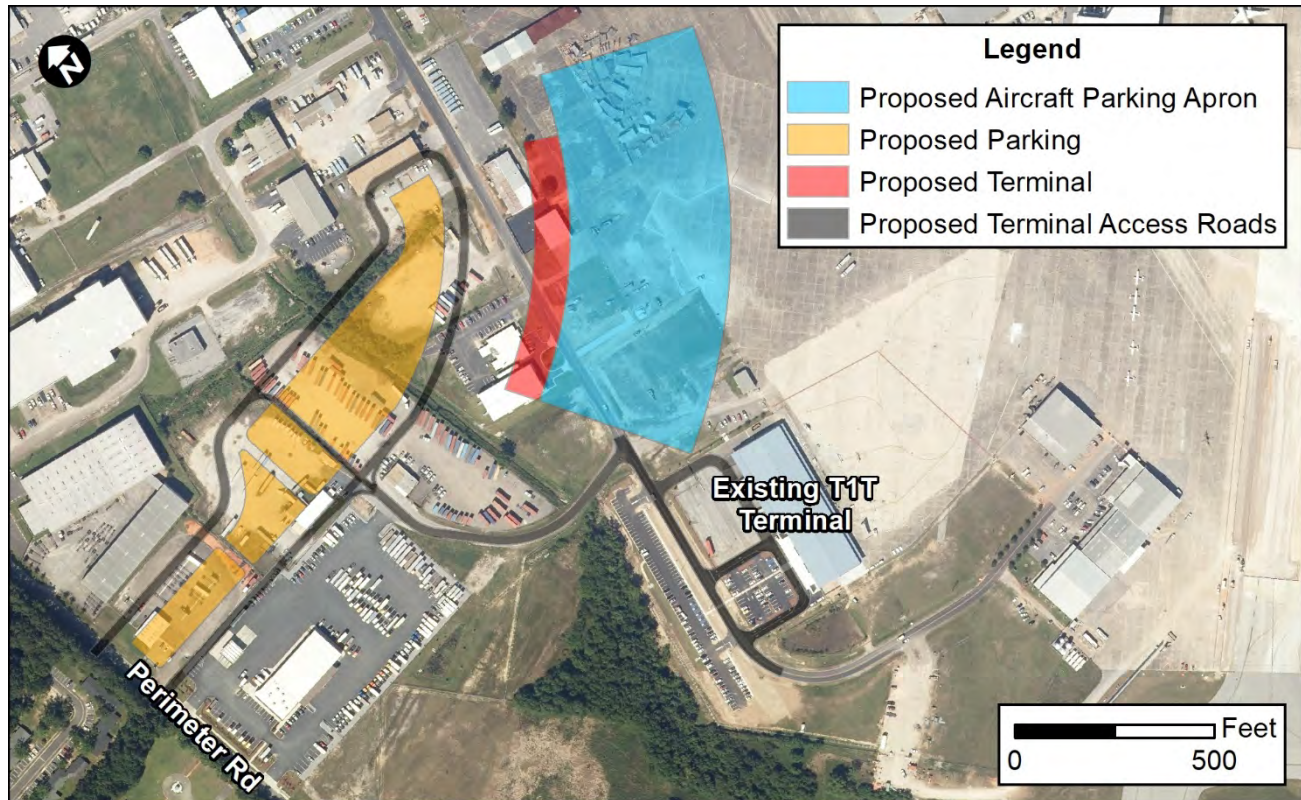 N
Legend
Proposed Aircraft Parking Apron
Proposed Parking
Proposed Terminal
Proposed Terminal Access Roads
Existing T1T
Terminal
Perimeter Rd
Feet
0 500